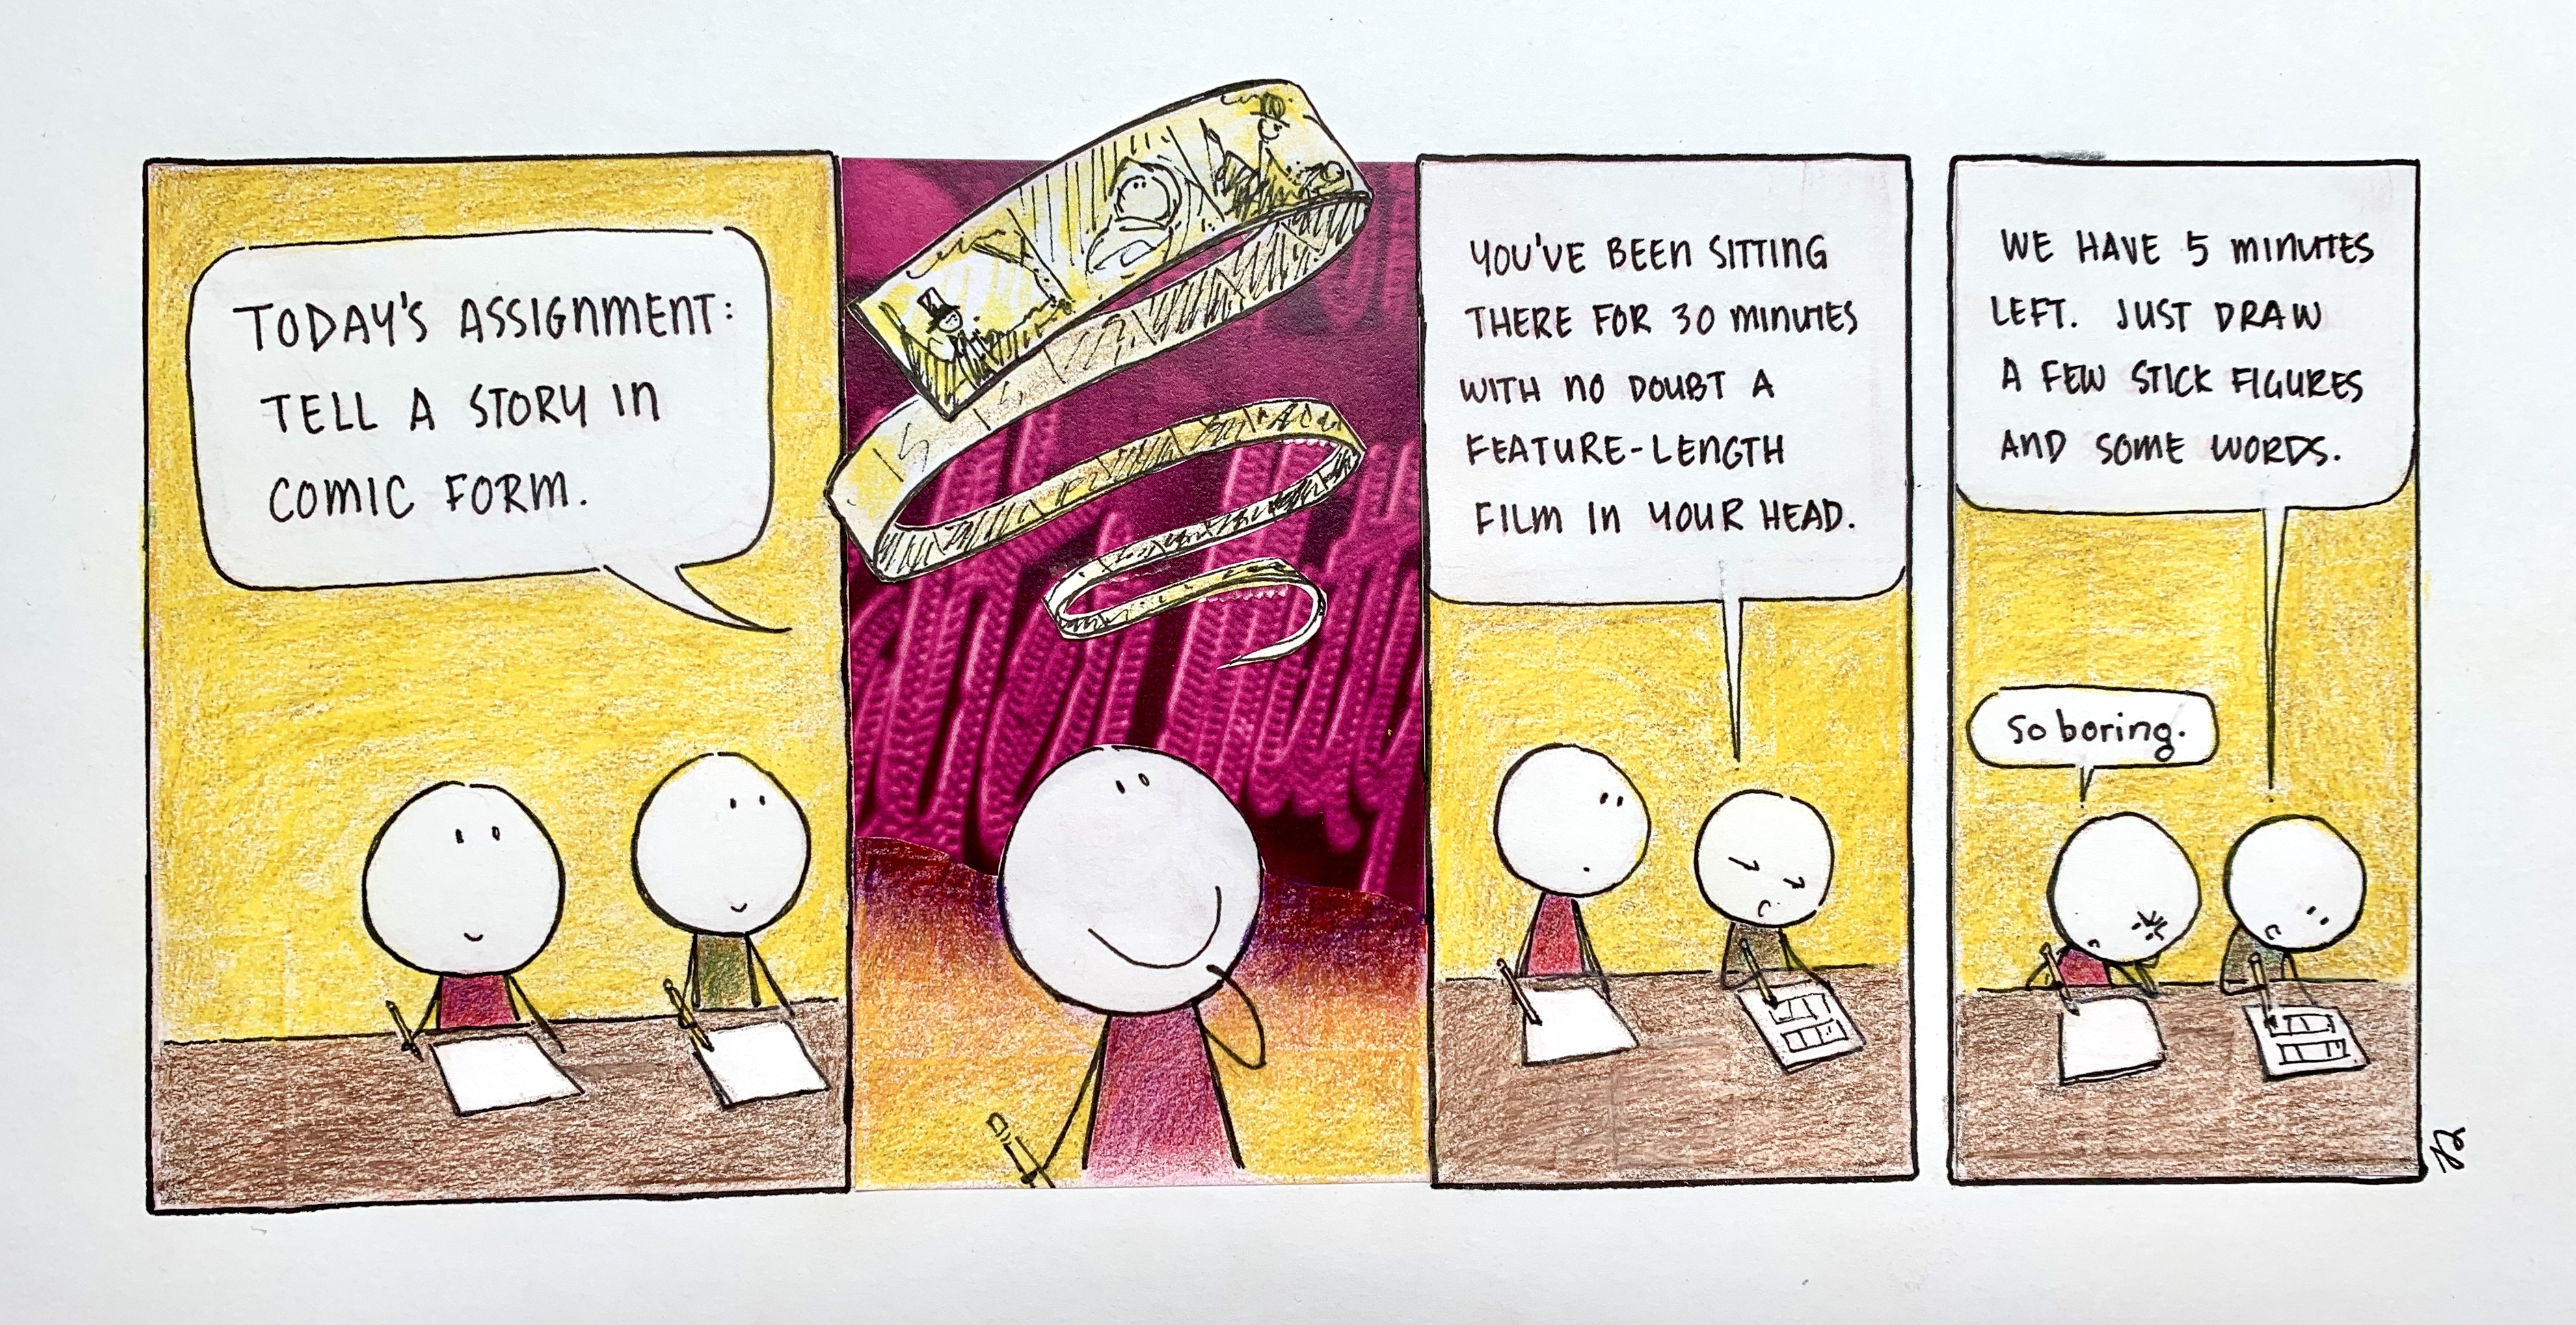 TODAY'S ASSIGNMENT:
TELL A STORY IN
COMIC FORM.
YOU'VE BEEN SITTING
THERE FOR 30 MINUTES
WITH NO DOUBT A
FEATURE-LENGTH
FILM IN YOUR HEAD.
WE HAVE 5 MINUTES
LEFT. JUST DRAW
A FEW STICK FIGURES
AND SOME WORDS.
So boring.